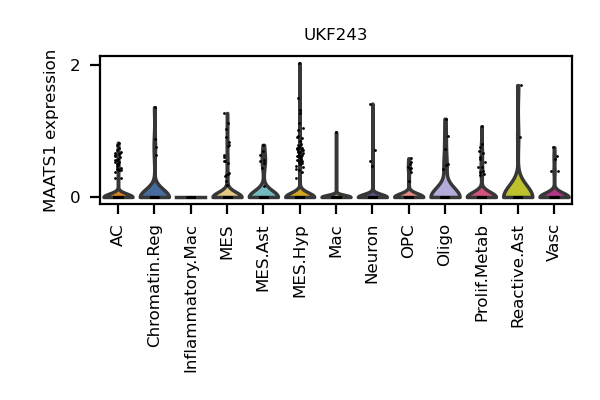 UKF243
MAATS1 expression
2
0
AC
Chromatin.Reg
Inflammatory.Mac
MES
MES.Ast
MES.Hyp
Mac
Neuron
OPC
Oligo
Prolif.Metab
Reactive.Ast
Vasc